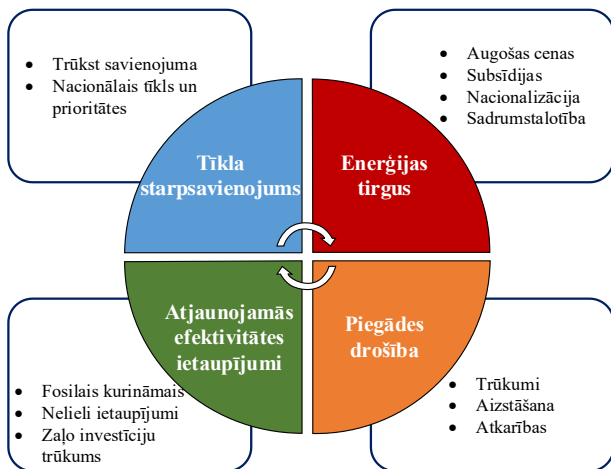 • Trūkst savienojuma
• Nacionālais tīkls un
prioritātes
• Augošas cenas
• Subsīdijas
• Nacionalizācija
• Sadrumstalotība
Tīkla
starpsavienojums
Enerģijas
tirgus
Atjaunojamās
efektivitātes
ietaupījumi
Piegādes
drošība
• Fosilais kurināmais
• Nelieli ietaupījumi
• Zaļo investīciju
trūkums
• Trūkumi
• Aizstāšana
• Atkarības